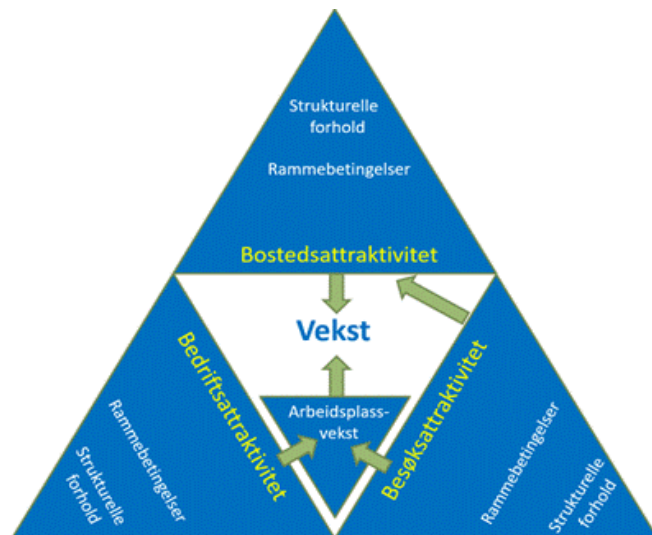 Strukturelle
forhold
Rammebetingelser
Bostedsattraktivitet
Vekst
Bedriftsattraktivitet
Arbeidsplass-
vekst
Besøksattraktivitet
Rammebetingelser
Strukturelle
forhold
Rammebetingelser
Strukturelle
forhold